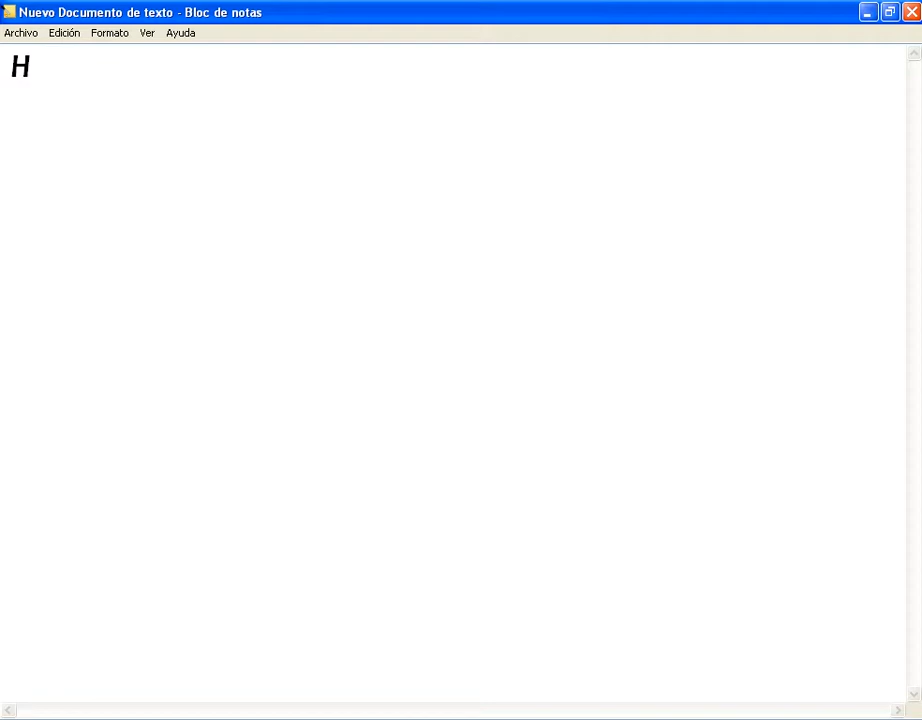 Nuevo Documento de texto - Bloc de notas
Archivo Edición Formato Ver Ayuda
H